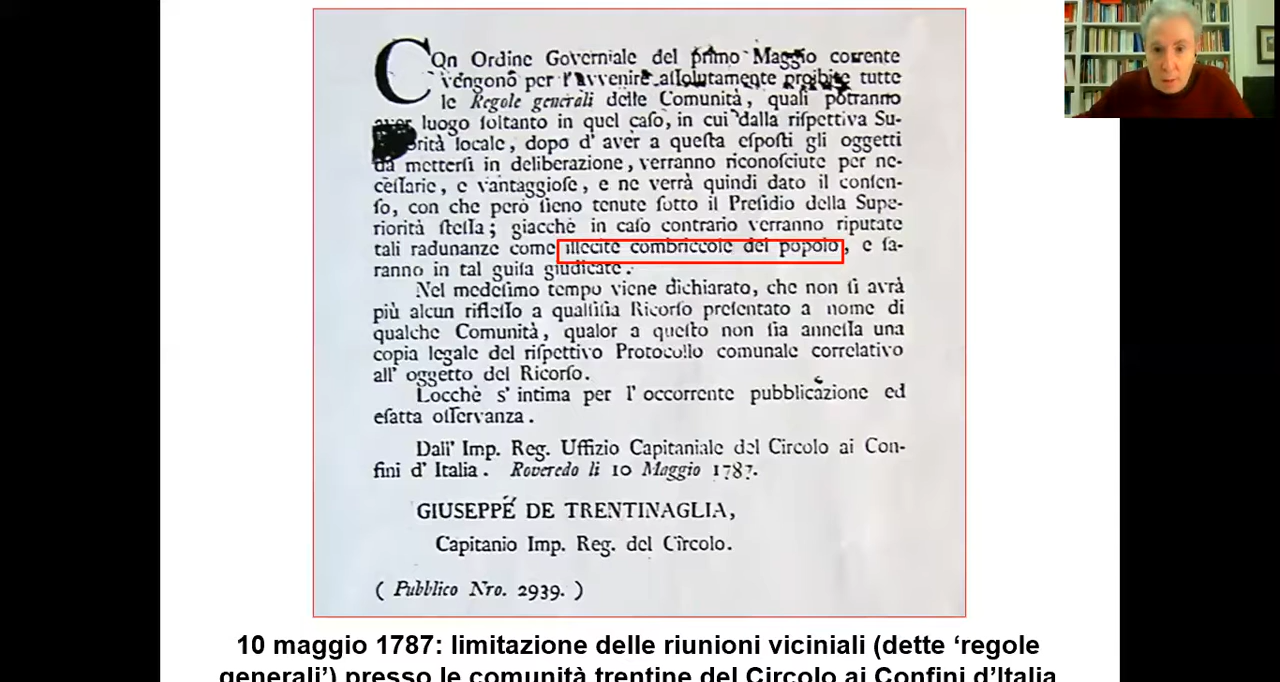 COn Ordine Governiale del primo Maggio corrente
vengono per l'avvenire aſſolutamente proibite tutte
le Regole generali delle Comunità, quali potranno
aver luogo ſoltanto in quel caſo, in cui dalla riſpettiva Su-
rità locale, dopo d' aver a queſta eſpoſti gli oggetti
da metterſi in deliberazione, verranno riconoſciute per ne-
ceſſarie, e vantaggioſe, e ne verrà quindi dato il conſen-
ſo, con che però ſieno tenute ſotto il Preſidio della Supe-
riorità ſteſſa; giacchè in caſo contrario verranno riputate
tali radunanze come illecite combriccole del popolo, e ſa-
ranno in tal guiſa giudicate.
Nel medeſimo tempo viene dichiarato, che non ſi avrà
più alcun rifleſſo a qualſiſia Ricorſo preſentato a nome di
qualche Comunità, qualor a queſto non ſia anneſſa una
copia legale del riſpettivo Protocollo comunale correlativo
all' oggetto del Ricorſo.
Locchè s' intima per l' occorrente pubblicazione ed
eſatta oſſervanza.
Dall' Imp. Reg. Uffizio Capitaniale del Circolo ai Con-
fini d' Italia. Roveredo li 10 Maggio 1787.
GIUSEPPE DE TRENTINAGLIA,
Capitanio Imp. Reg. del Circolo.
( Pubblico Nro. 2939. )
10 maggio 1787: limitazione delle riunioni viciniali (dette ‘regole
generali’) presso le comunità trentine del Circolo ai Confini d’Italia